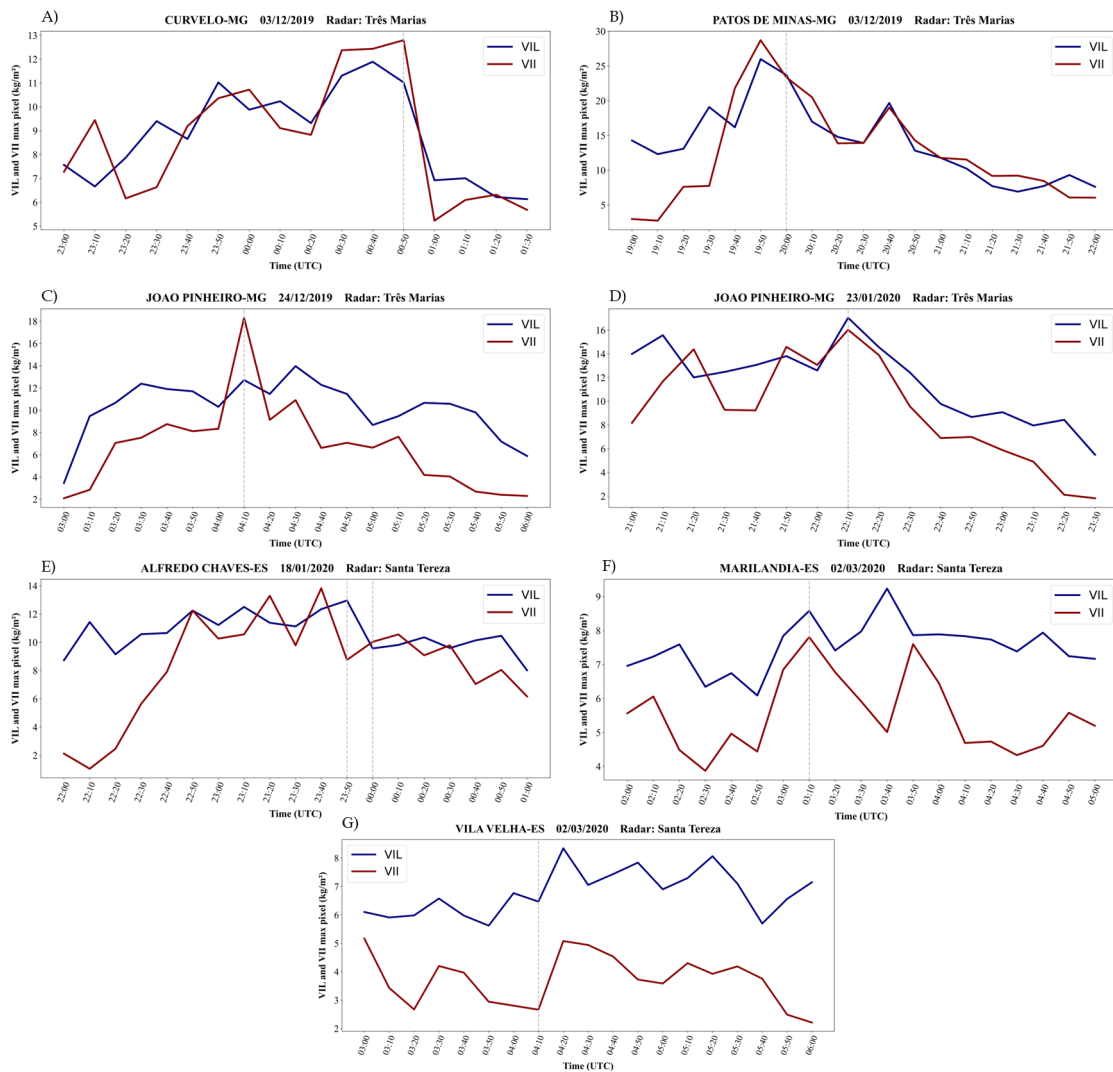 A)
CURVELO-MG 03/12/2019 Radar: Três Marias
VIL
VII
VIL and VII max pixel (kg/m²)
13
12
11
10
9
8
7
6
5
23:00 23:10 23:20 23:30 23:40 23:50 00:00 00:10 00:20 00:30 00:40 00:50 01:00 01:10 01:20 01:30
Time (UTC)
B)
PATOS DE MINAS-MG 03/12/2019 Radar: Três Marias
VIL
VII
VIL and VII max pixel (kg/m²)
30
25
20
15
10
5
19:00 19:10 19:20 19:30 19:40 19:50 20:00 20:10 20:20 20:30 20:40 20:50 21:00 21:10 21:20 21:30 21:40 21:50 22:00
Time (UTC)
C)
JOAO PINHEIRO-MG 24/12/2019 Radar: Três Marias
VIL
VII
VIL and VII max pixel (kg/m²)
18
16
14
12
10
8
6
4
2
03:00 03:10 03:20 03:30 03:40 03:50 04:00 04:10 04:20 04:30 04:40 04:50 05:00 05:10 05:20 05:30 05:40 05:50 06:00
Time (UTC)
D)
JOAO PINHEIRO-MG 23/01/2020 Radar: Três Marias
VIL
VII
VIL and VII max pixel (kg/m²)
16
14
12
10
8
6
4
2
21:00 21:10 21:20 21:30 21:40 21:50 22:00 22:10 22:20 22:30 22:40 22:50 23:00 23:10 23:20 23:30
Time (UTC)
E)
ALFREDO CHAVES-ES 18/01/2020 Radar: Santa Tereza
VIL
VII
VIL and VII max pixel (kg/m²)
14
12
10
8
6
4
2
22:00 22:10 22:20 22:30 22:40 22:50 23:00 23:10 23:20 23:30 23:40 23:50 00:00 00:10 00:20 00:30 00:40 00:50 01:00
Time (UTC)
F)
MARILANDIA-ES 02/03/2020 Radar: Santa Tereza
VIL
VII
VIL and VII max pixel (kg/m²)
9
8
7
6
5
4
02:00 02:10 02:20 02:30 02:40 02:50 03:00 03:10 03:20 03:30 03:40 03:50 04:00 04:10 04:20 04:30 04:40 04:50 05:00
Time (UTC)
G)
VILA VELHA-ES 02/03/2020 Radar: Santa Tereza
VIL
VII
VIL and VII max pixel (kg/m²)
8
7
6
5
4
3
2
03:00 03:10 03:20 03:30 03:40 03:50 04:00 04:10 04:20 04:30 04:40 04:50 05:00 05:10 05:20 05:30 05:40 05:50 06:00
Time (UTC)